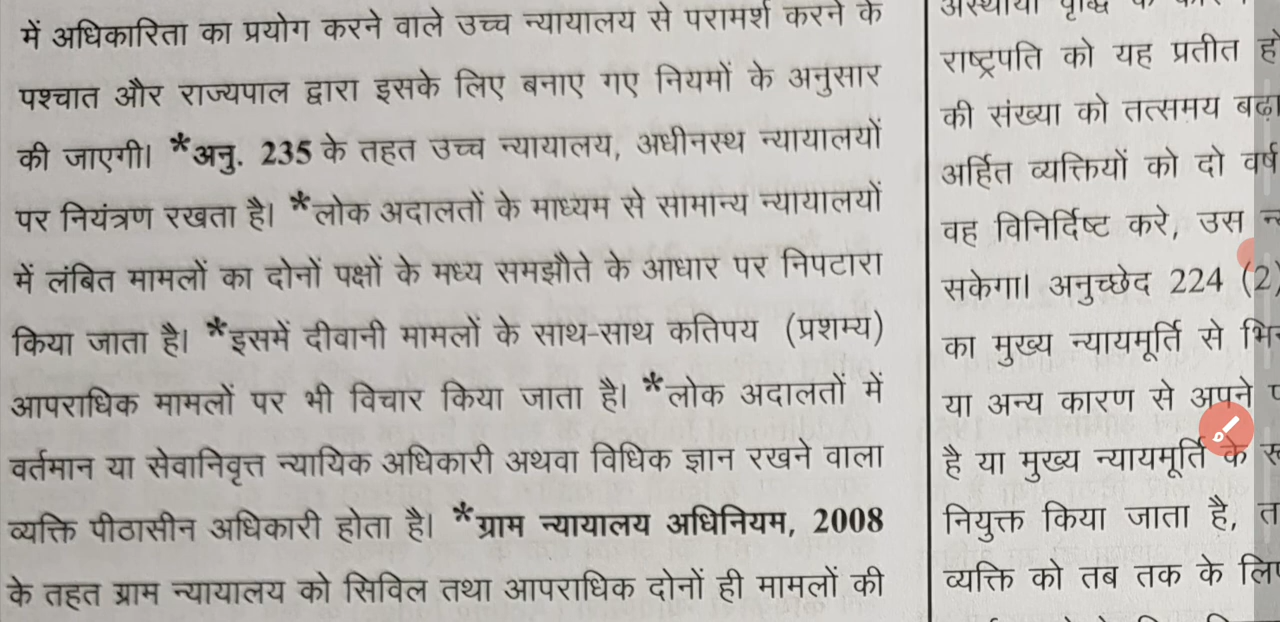 में अधिकारिता का प्रयोग करने वाले उच्च न्यायालय से परामर्श करने के
पश्चात और राज्यपाल द्वारा इसके लिए बनाए गए नियमों के अनुसार
की जाएगी। *अनु. 235 के तहत उच्च न्यायालय, अधीनस्थ न्यायालयों
पर नियंत्रण रखता है। *लोक अदालतों के माध्यम से सामान्य न्यायालयों
में लंबित मामलों का दोनों पक्षों के मध्य समझौते के आधार पर निपटारा
किया जाता है। *इसमें दीवानी मामलों के साथ-साथ कतिपय (प्रशम्य)
आपराधिक मामलों पर भी विचार किया जाता है। *लोक अदालतों में
वर्तमान या सेवानिवृत्त न्यायिक अधिकारी अथवा विधिक ज्ञान रखने वाला
व्यक्ति पीठासीन अधिकारी होता है। *ग्राम न्यायालय अधिनियम, 2008
के तहत ग्राम न्यायालय को सिविल तथा आपराधिक दोनों ही मामलों की
राष्ट्रपति को यह प्रतीत
की संख्या को तत्समय
अर्हित व्यक्तियों को दो
वह विनिर्दिष्ट करे, उस
सकेगा। अनुच्छेद 224 (2)
का मुख्य न्यायमूर्ति से
या अन्य कारण से अपने
है या मुख्य न्यायमूर्ति के
नियुक्त किया जाता है,
व्यक्ति को तब तक के